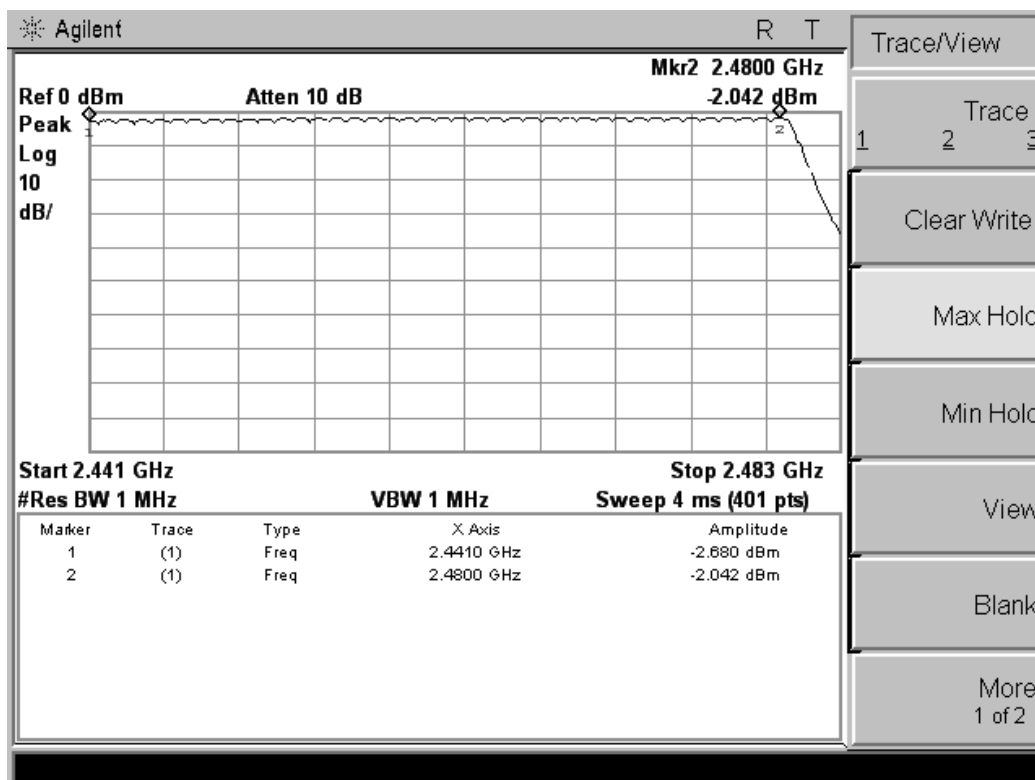 Agilent R T
Trace/View
Mkr2 2.4800 GHz
Ref 0 dBm Atten 10 dB -2.042 dBm
Peak
Log
10
dB/
1
2
Start 2.441 GHz Stop 2.483 GHz
#Res BW 1 MHz VBW 1 MHz Sweep 4 ms (401 pts)
Marker Trace Type X Axis Amplitude
1 (1) Freq 2.4410 GHz -2.680 dBm
2 (1) Freq 2.4800 GHz -2.042 dBm
Trace
1 2 3
Clear Write
Max Hold
Min Hold
View
Blank
More
1 of 2